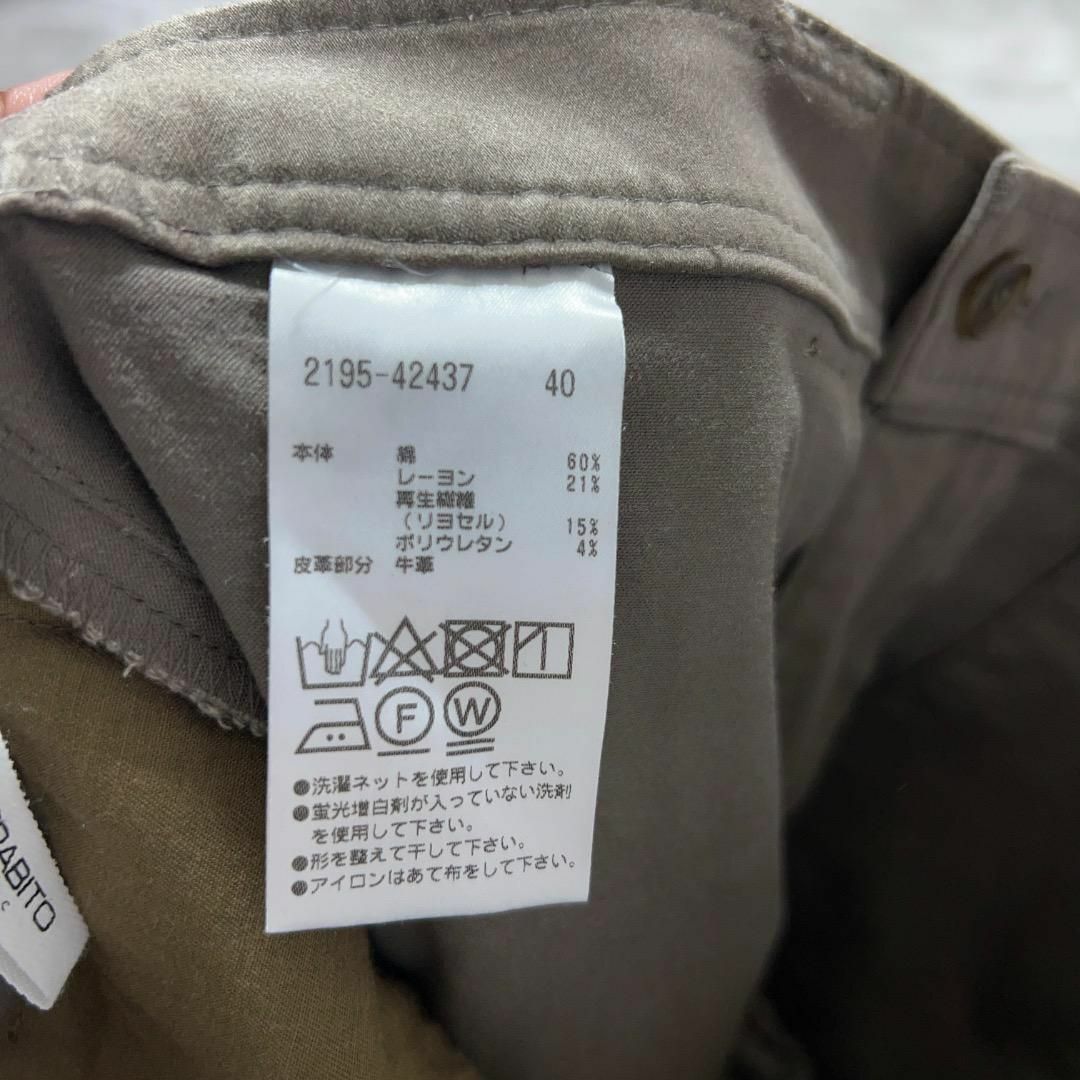 2195-42437 40
本体 綿 60%
レーヨン 21%
再生繊維
(リヨセル) 15%
ポリウレタン 4%
皮革部分 牛革
F W
●洗濯ネットを使用して下さい。
●蛍光増白剤が入っていない洗剤
を使用して下さい。
●形を整えて干して下さい。
●アイロンはあて布をして下さい。
RABITO